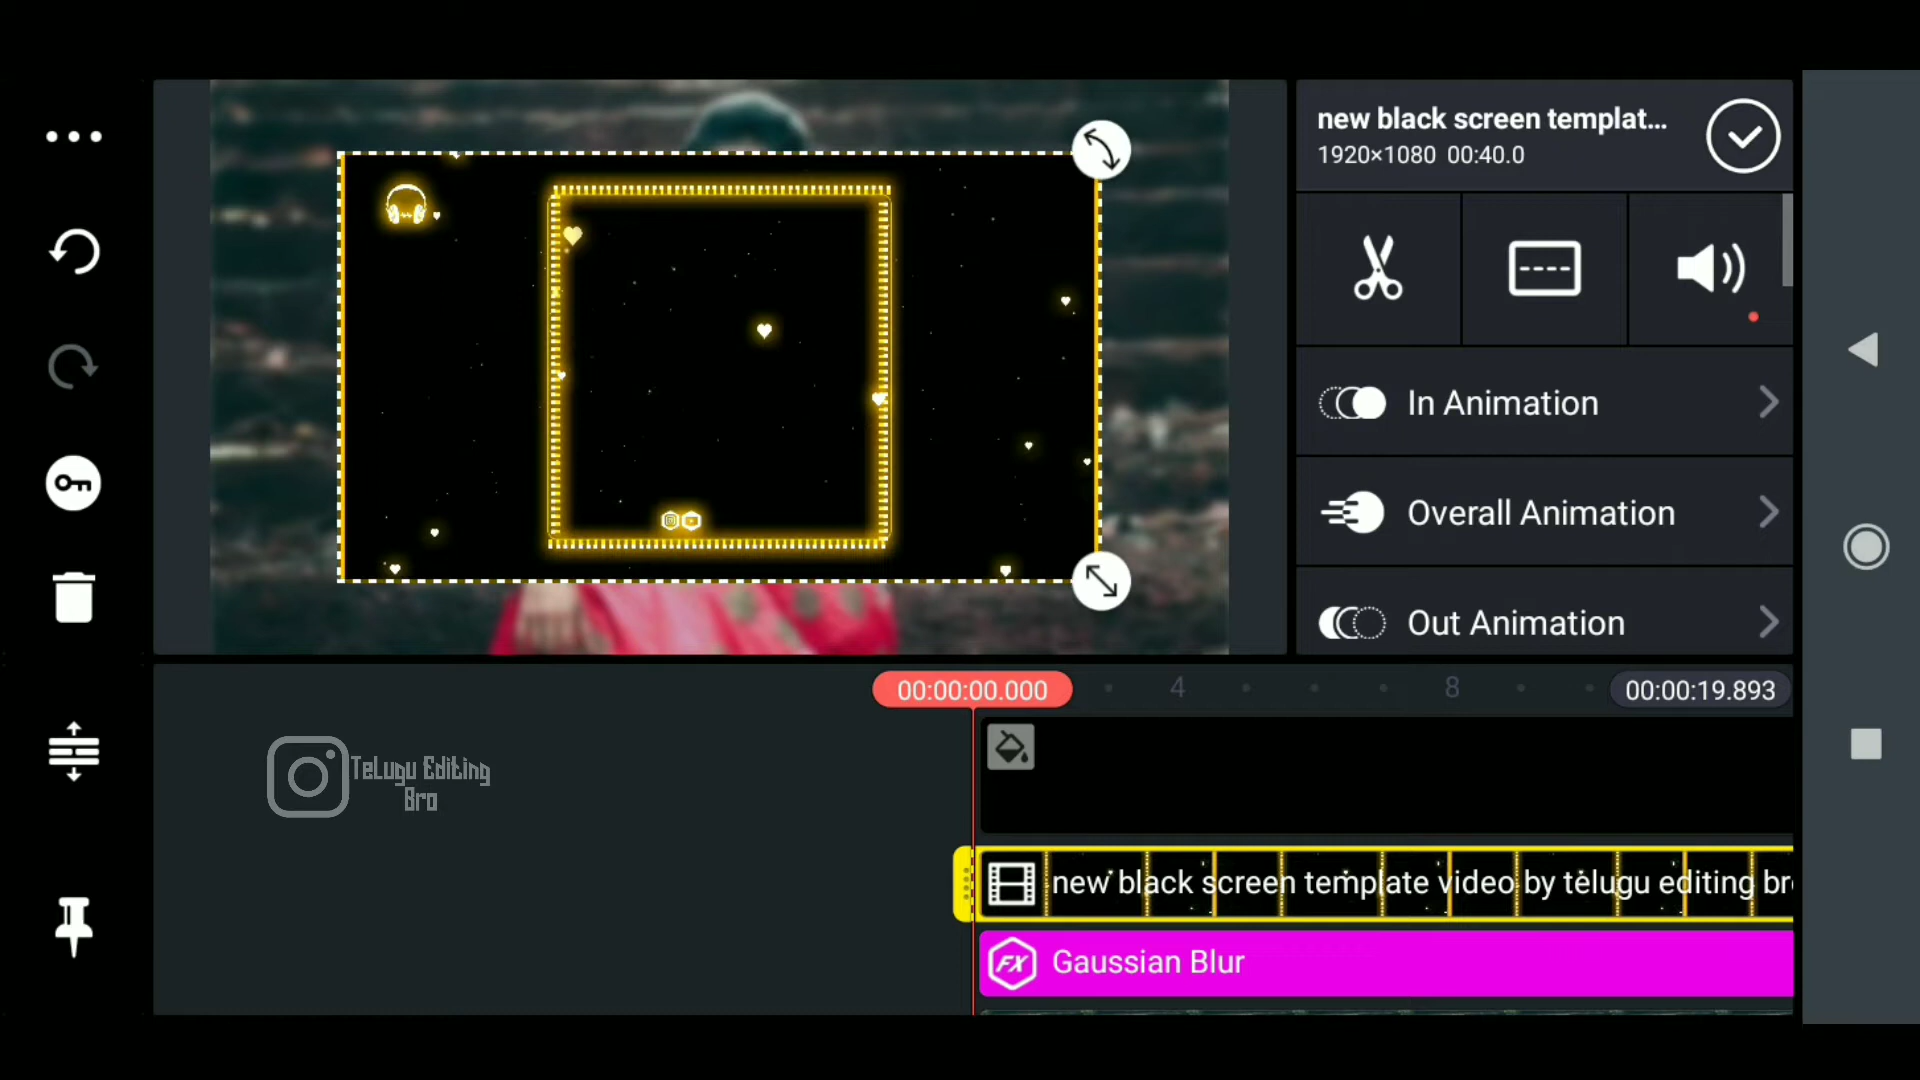 new black screen templat...
1920×1080 00:40.0
In Animation
Overall Animation
Out Animation
00:00:00.000
4
8
00:00:19.893
Telugu Editing
Bro
new black screen template video by telugu editing br
FX
Gaussian Blur